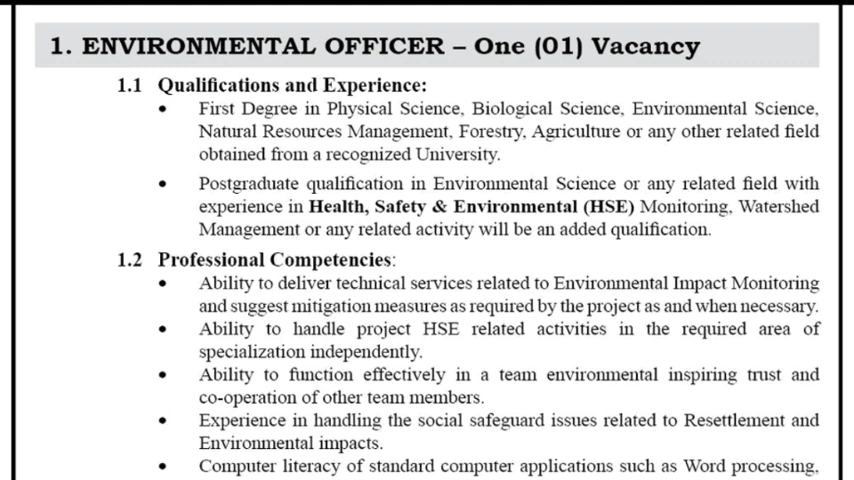 1. ENVIRONMENTAL OFFICER – One (01) Vacancy
1.1 Qualifications and Experience:
• First Degree in Physical Science, Biological Science, Environmental Science,
Natural Resources Management, Forestry, Agriculture or any other related field
obtained from a recognized University.
• Postgraduate qualification in Environmental Science or any related field with
experience in Health, Safety & Environmental (HSE) Monitoring, Watershed
Management or any related activity will be an added qualification.
1.2 Professional Competencies:
• Ability to deliver technical services related to Environmental Impact Monitoring
and suggest mitigation measures as required by the project as and when necessary.
• Ability to handle project HSE related activities in the required area of
specialization independently.
• Ability to function effectively in a team environmental inspiring trust and
co-operation of other team members.
• Experience in handling the social safeguard issues related to Resettlement and
Environmental impacts.
• Computer literacy of standard computer applications such as Word processing,